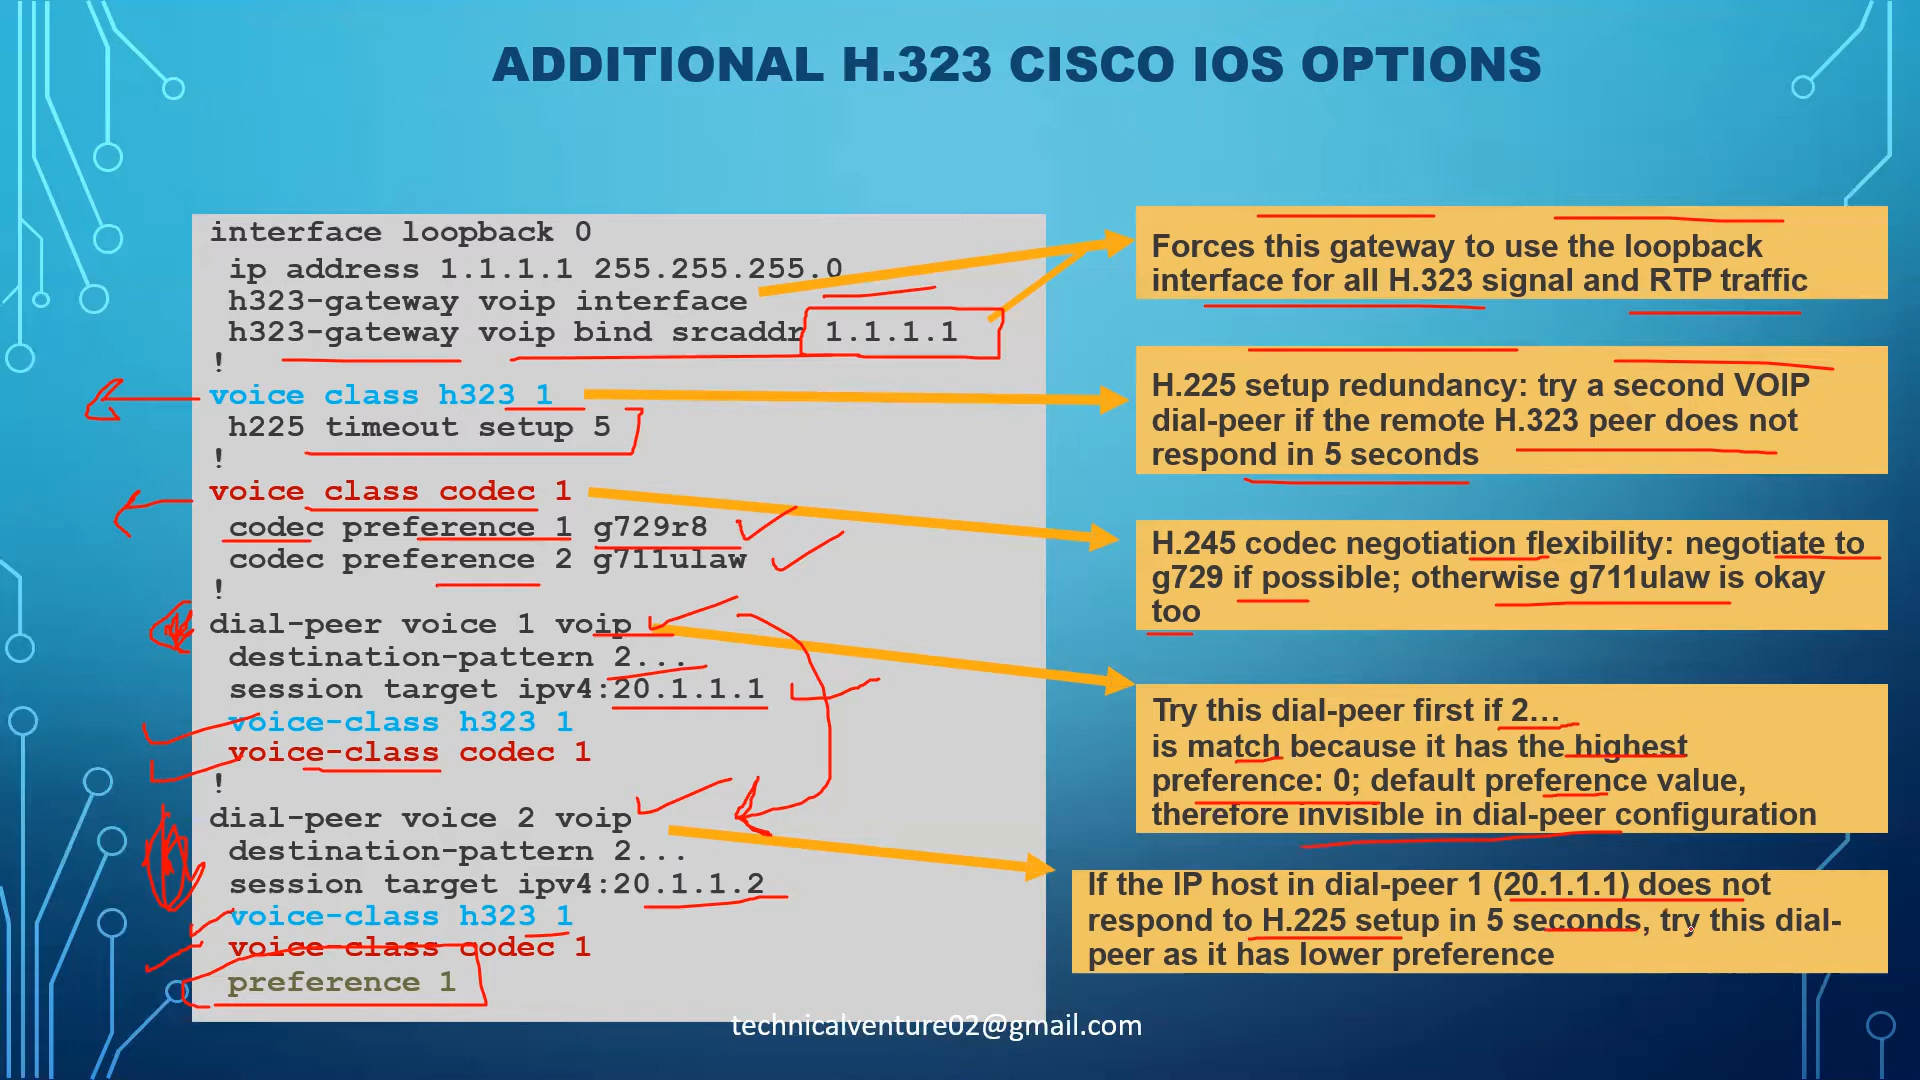 ADDITIONAL H.323 CISCO IOS OPTIONS
interface loopback 0
ip address 1.1.1.1 255.255.255.0
h323-gateway voip interface
h323-gateway voip bind srcaddr 1.1.1.1
!
voice class h323 1
h225 timeout setup 5
!
voice class codec 1
codec preference 1 g729r8
codec preference 2 g711ulaw
!
dial-peer voice 1 voip
destination-pattern 2...
session target ipv4:20.1.1.1
voice-class h323 1
voice-class codec 1
!
dial-peer voice 2 voip
destination-pattern 2...
session target ipv4:20.1.1.2
voice-class h323 1
voice-class codec 1
preference 1
Forces this gateway to use the loopback
interface for all H.323 signal and RTP traffic
H.225 setup redundancy: try a second VOIP
dial-peer if the remote H.323 peer does not
respond in 5 seconds
H.245 codec negotiation flexibility: negotiate to
g729 if possible; otherwise g711ulaw is okay
too
Try this dial-peer first if 2...
is match because it has the highest
preference: 0; default preference value,
therefore invisible in dial-peer configuration
If the IP host in dial-peer 1 (20.1.1.1) does not
respond to H.225 setup in 5 seconds, try this dial-
peer as it has lower preference
technicalventure02@gmail.com